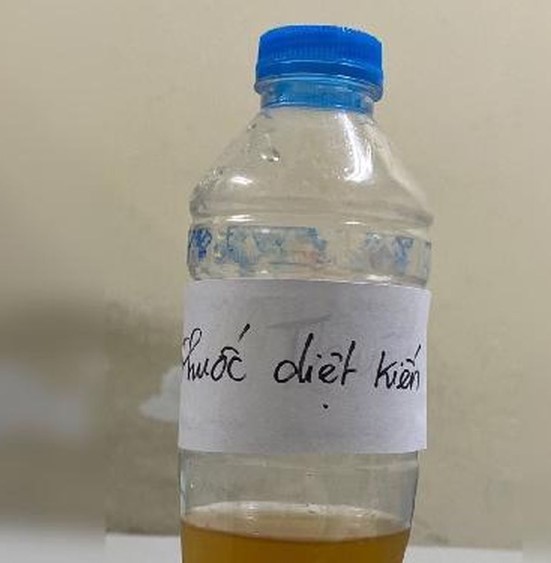 Thuốc diệt kiến